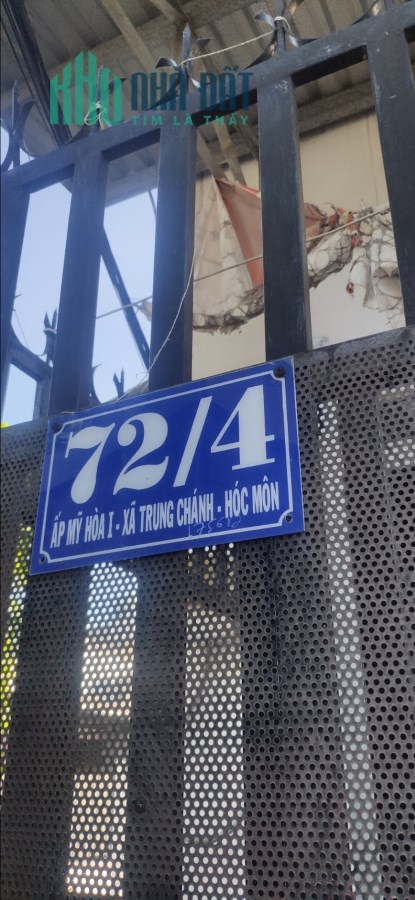 KHO NHÀ ĐẤT
TÌM LÀ THẤY
72/4
ẤP MỸ HÒA I - XÃ TRUNG CHÁNH - HÓC MÔN